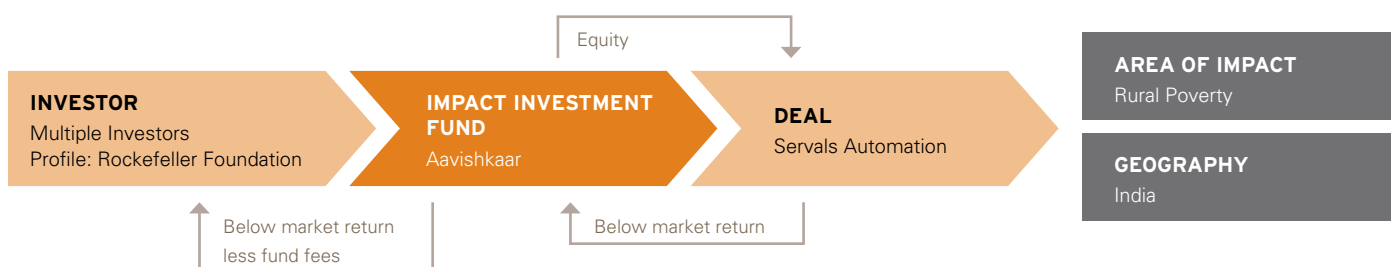 Equity
INVESTOR
Multiple Investors
Profile: Rockefeller Foundation
IMPACT INVESTMENT
FUND
Aavishkaar
DEAL
Servals Automation
AREA OF IMPACT
Rural Poverty
GEOGRAPHY
India
Below market return
less fund fees
Below market return